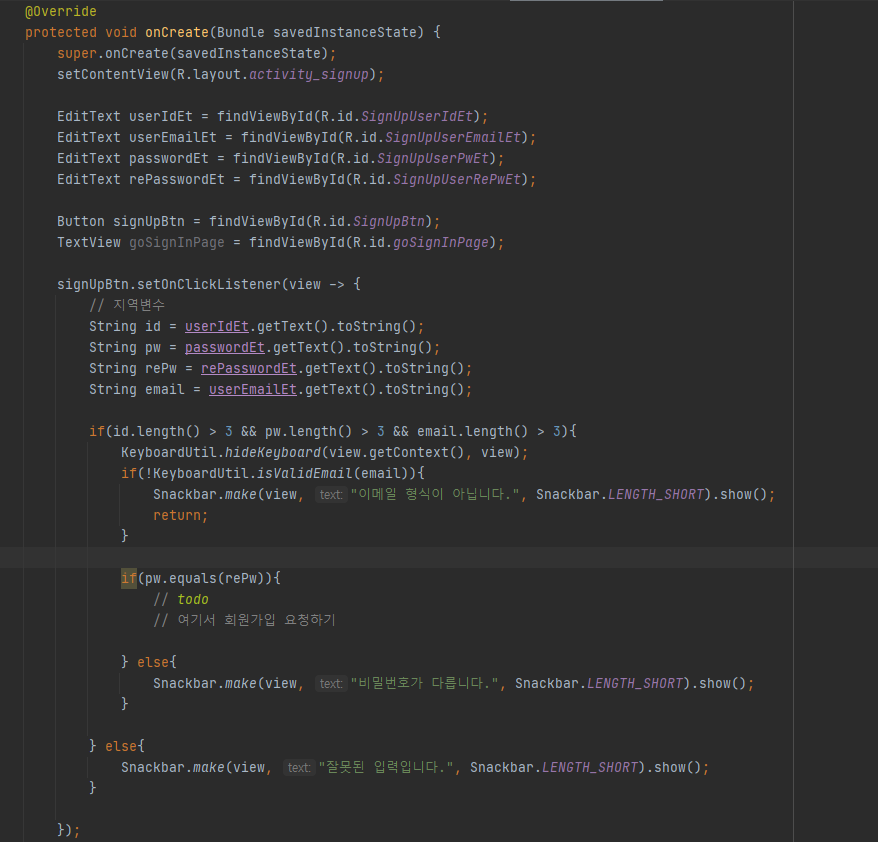 @Override
protected void onCreate(Bundle savedInstanceState) {
super.onCreate(savedInstanceState);
setContentView(R.layout.activity_signup);
EditText userIdEt = findViewById(R.id.SignUpUserIdEt);
EditText userEmailEt = findViewById(R.id.SignUpUserEmailEt);
EditText passwordEt = findViewById(R.id.SignUpUserPwEt);
EditText rePasswordEt = findViewById(R.id.SignUpUserRePwEt);
Button signUpBtn = findViewById(R.id.SignUpBtn);
TextView goSignInPage = findViewById(R.id.goSignInPage);
signUpBtn.setOnClickListener(view -> {
// 지역변수
String id = userIdEt.getText().toString();
String pw = passwordEt.getText().toString();
String rePw = rePasswordEt.getText().toString();
String email = userEmailEt.getText().toString();
if(id.length() > 3 && pw.length() > 3 && email.length() > 3){
KeyboardUtil.hideKeyboard(view.getContext(), view);
if(!KeyboardUtil.isValidEmail(email)){
Snackbar.make(view, text: "이메일 형식이 아닙니다.", Snackbar.LENGTH_SHORT).show();
return;
}
if(pw.equals(rePw)){
// todo
// 여기서 회원가입 요청하기
} else{
Snackbar.make(view, text: "비밀번호가 다릅니다.", Snackbar.LENGTH_SHORT).show();
}
} else{
Snackbar.make(view, text: "잘못된 입력입니다.", Snackbar.LENGTH_SHORT).show();
}
});